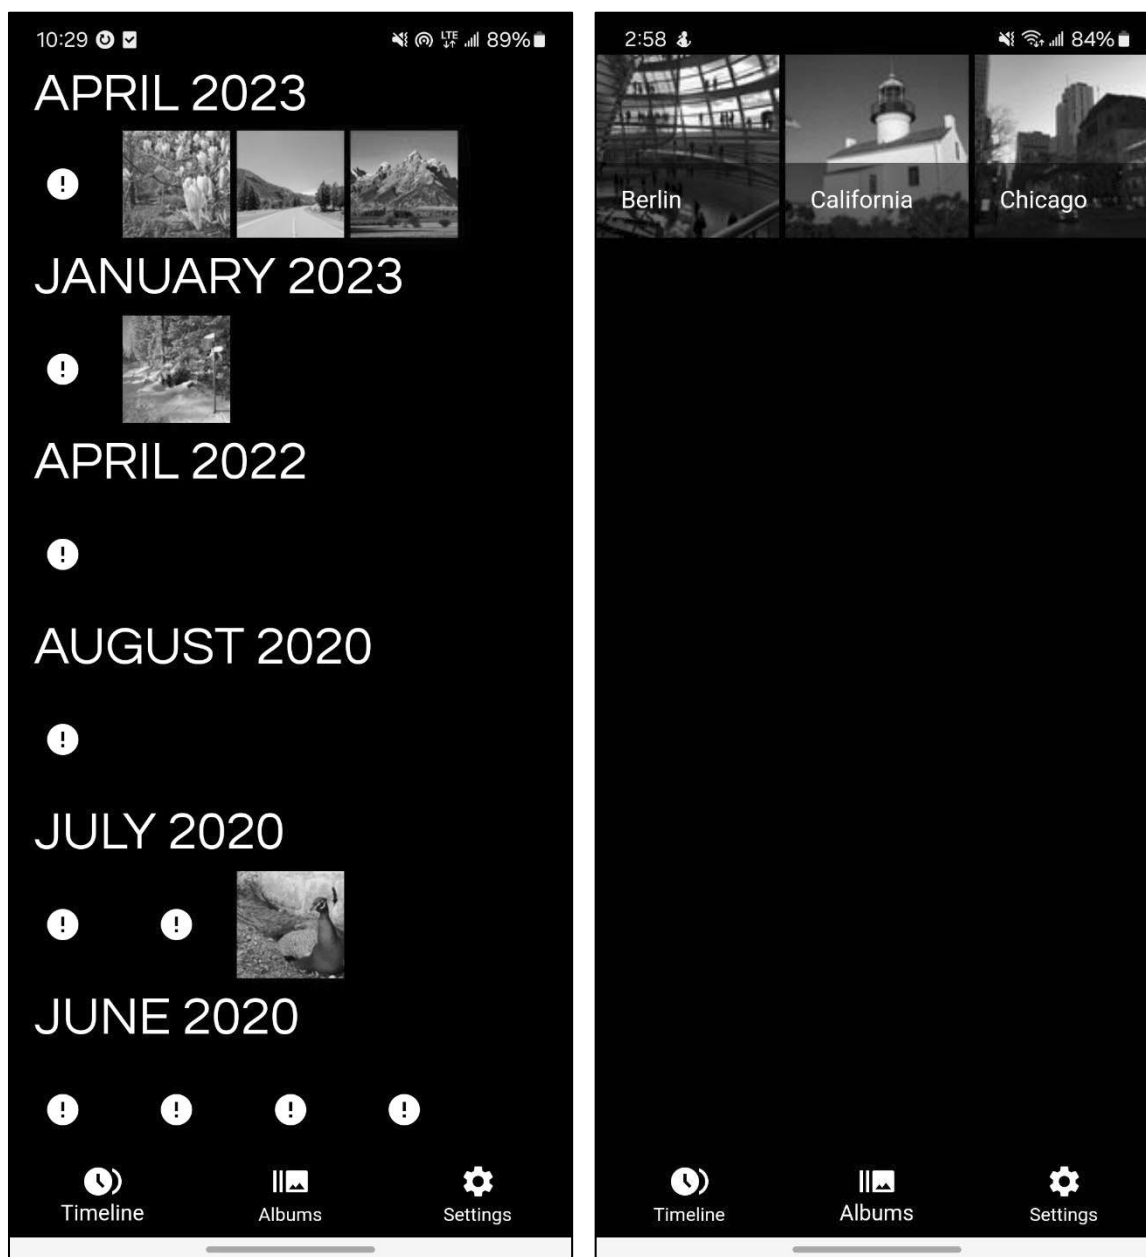 10:29 LTE 89%
APRIL 2023
JANUARY 2023
APRIL 2022
AUGUST 2020
JULY 2020
JUNE 2020
Timeline Albums Settings
2:58 84%
Berlin California Chicago
Timeline Albums Settings